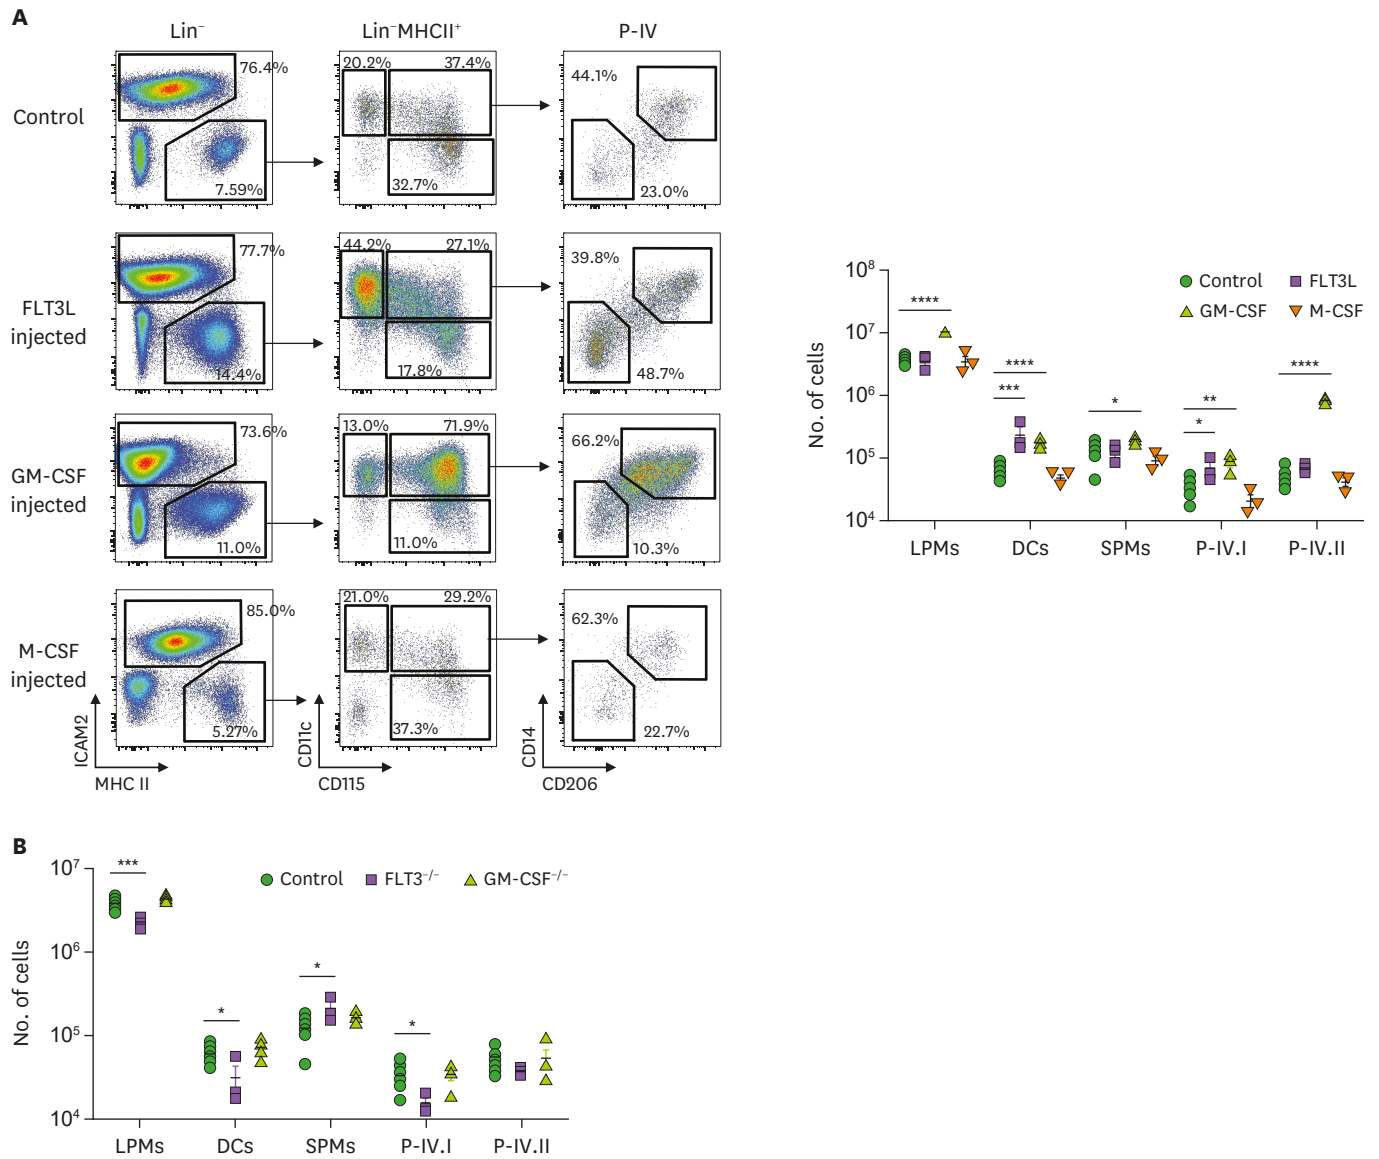 A
Lin⁻
Lin⁻MHCII⁺
P-IV
Control
76.4%
7.59%
20.2%
37.4%
32.7%
44.1%
23.0%
FLT3L
injected
77.7%
14.4%
44.2%
27.1%
17.8%
39.8%
48.7%
GM-CSF
injected
73.6%
11.0%
13.0%
71.9%
11.0%
66.2%
10.3%
M-CSF
injected
85.0%
5.27%
21.0%
29.2%
37.3%
62.3%
22.7%
ICAM2
MHC II
CD11c
CD115
CD14
CD206
No. of cells
10⁸
10⁷
10⁶
10⁵
10⁴
Control
FLT3L
GM-CSF
M-CSF
****
****
***
*
**
*
****
LPMs
DCs
SPMs
P-IV.I
P-IV.II
B
No. of cells
10⁷
10⁶
10⁵
10⁴
Control
FLT3⁻/⁻
GM-CSF⁻/⁻
***
*
*
*
LPMs
DCs
SPMs
P-IV.I
P-IV.II